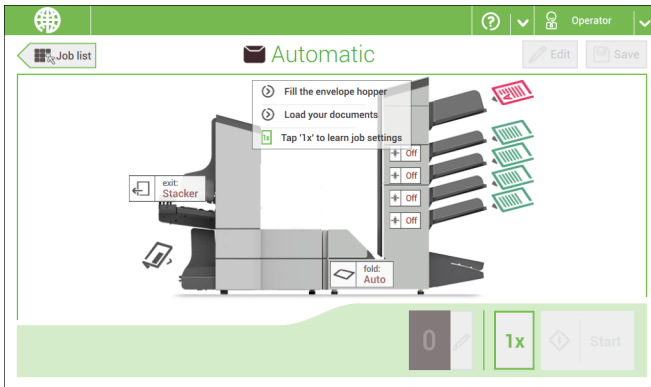 ? Operator
Job list Automatic Edit Save
Fill the envelope hopper
Load your documents
1x Tap '1x' to learn job settings
Off
Off
Off
Off
exit:
Stacker
fold:
Auto
0 1x Start